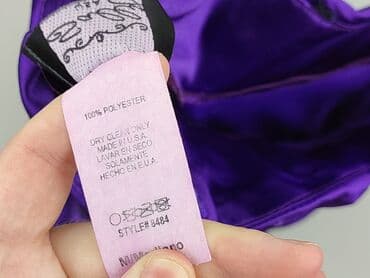 100% POLYESTER
DRY CLEAN ONLY
MADE IN U.S.A.
LAVAR EN SECO
SOLAMENTE
HECHO EN E.U.A.
STYLE# 8484